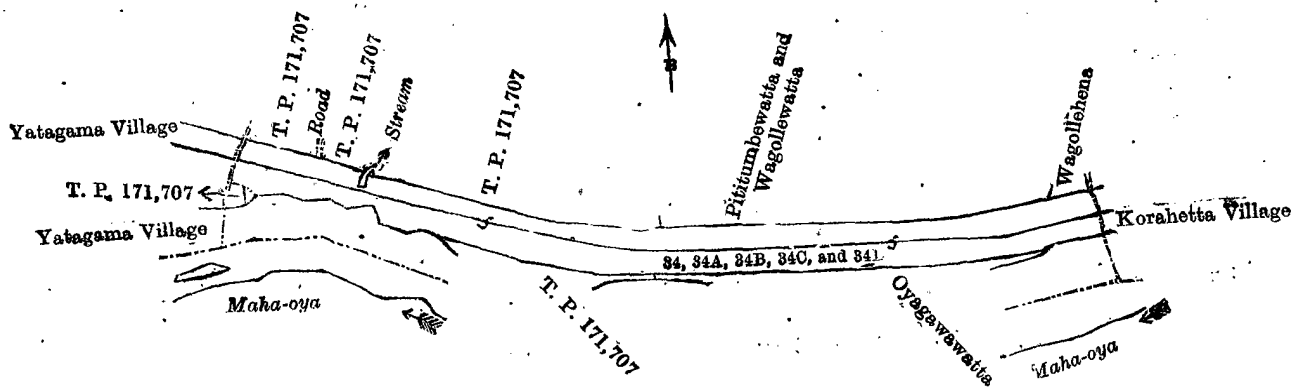 T. P. 171,707
Road
T. P. 171,707
Stream
T. P. 171,707
Pititumbewatta and
Wagollewatta
Wagollehena
Yatagama Village
T. P. 171,707
Yatagama Village
Korahetta Village
34, 34A, 34B, 34C, and 34
Maha-oya
T. P. 171,707
Oyagawawatta
Maha-oya